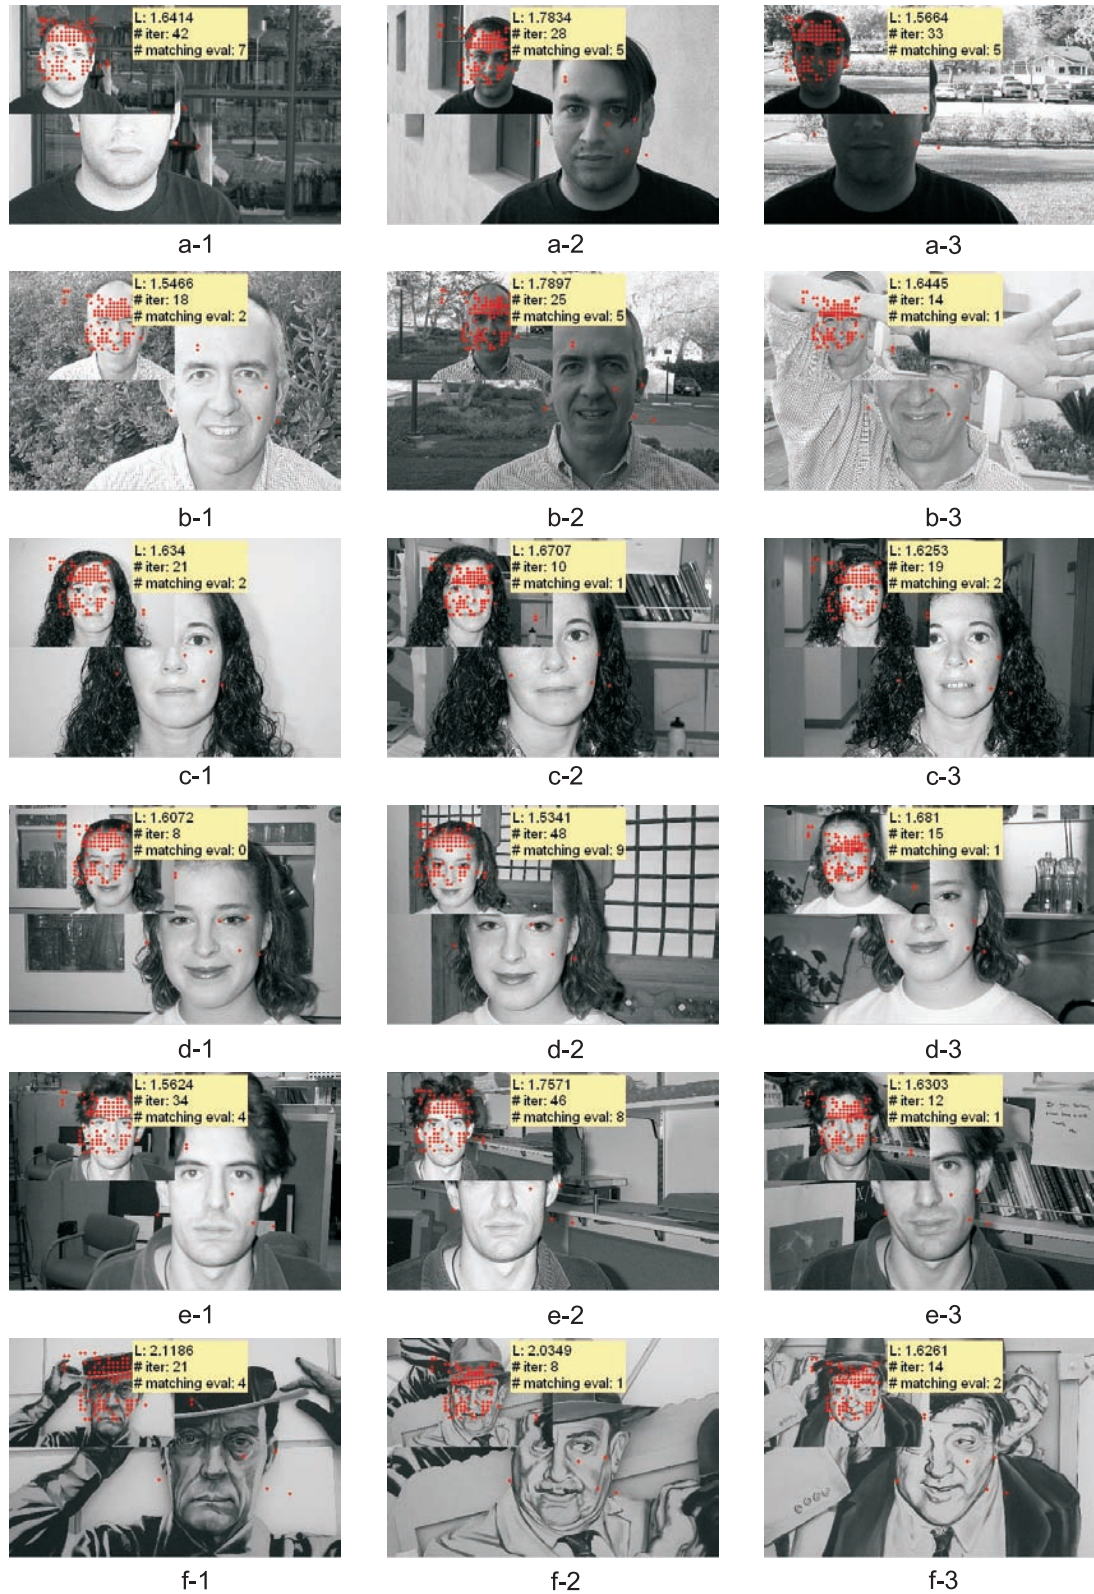 L: 1.6414
# iter: 42
# matching eval: 7
L: 1.7834
# iter: 28
# matching eval: 5
L: 1.5664
# iter: 33
# matching eval: 5
a-1
a-2
a-3
L: 1.5466
# iter: 18
# matching eval: 2
L: 1.7897
# iter: 25
# matching eval: 5
L: 1.6445
# iter: 14
# matching eval: 1
b-1
b-2
b-3
L: 1.634
# iter: 21
# matching eval: 2
L: 1.6707
# iter: 10
# matching eval: 1
L: 1.6253
# iter: 19
# matching eval: 2
c-1
c-2
c-3
L: 1.6072
# iter: 8
# matching eval: 0
L: 1.5341
# iter: 48
# matching eval: 9
L: 1.681
# iter: 15
# matching eval: 1
d-1
d-2
d-3
L: 1.5624
# iter: 34
# matching eval: 4
L: 1.7571
# iter: 46
# matching eval: 8
L: 1.6303
# iter: 12
# matching eval: 1
e-1
e-2
e-3
L: 2.1186
# iter: 21
# matching eval: 4
L: 2.0349
# iter: 8
# matching eval: 1
L: 1.6261
# iter: 14
# matching eval: 2
f-1
f-2
f-3